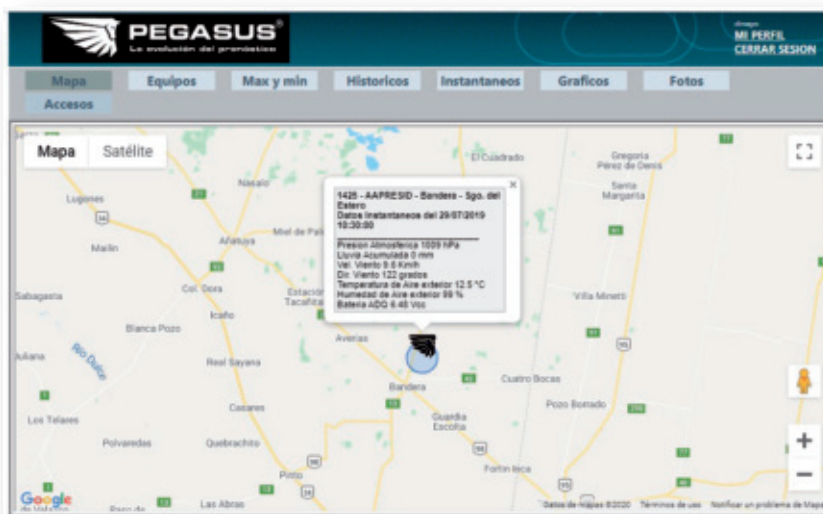 PEGASUS®
La evolución del pronóstico
MI PERFIL
CERRAR SESION
Mapa
Equipos
Max y min
Historicos
Instantaneos
Graficos
Fotos
Accesos
Mapa
Satélite
El Cuadrado
Gregoria
Pérez de Denis
Santa
Margarita
Nasalo
Lugones
Añatuya
Miel de Palo
Mailin
Col. Dora
Estación
Tacañitas
Sabagasta
Icaño
Villa Minetti
Blanca Pozo
Averías
Juliana
Río Dulce
Real Sayana
Bandera
Cuatro Bocas
Casares
Guardia
Escolta
Pozo Borrado
Los Telares
Polvaredas
Quebrachito
Fortín Inca
Pinto
Las Abras
1425 - AAPRESID - Bandera - Sgo. del
Estero
Datos Instantaneos del 29/07/2019
10:30:00
Presion Atmosferica 1009 hPa
Lluvia Acumulada 0 mm
Vel. Viento 9.6 Km/h
Dir. Viento 122 grados
Temperatura de Aire exterior 12.5 °C
Humedad de Aire exterior 99 %
Bateria ADQ 6.48 Vcc
Google
Datos de mapas ©2020
Términos de uso
Notificar un problema de Maps